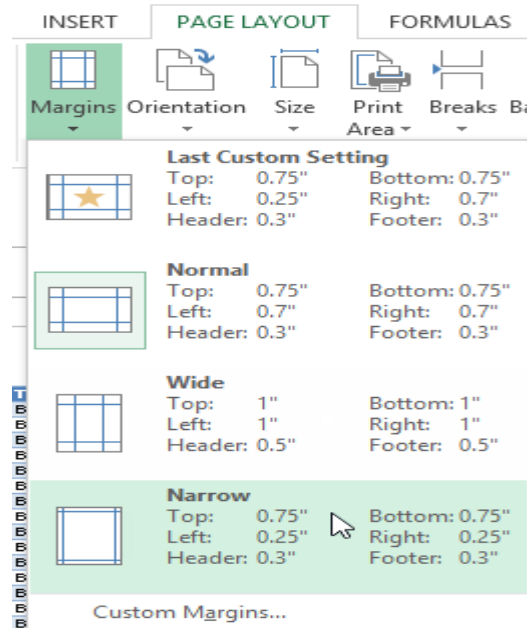 INSERT PAGE LAYOUT FORMULAS
Margins Orientation Size Print Breaks Ba
Area
Last Custom Setting
Top: 0.75" Bottom: 0.75"
Left: 0.25" Right: 0.7"
Header: 0.3" Footer: 0.3"
Normal
Top: 0.75" Bottom: 0.75"
Left: 0.7" Right: 0.7"
Header: 0.3" Footer: 0.3"
Wide
Top: 1" Bottom: 1"
Left: 1" Right: 1"
Header: 0.5" Footer: 0.5"
Narrow
Top: 0.75" Bottom: 0.75"
Left: 0.25" Right: 0.25"
Header: 0.3" Footer: 0.3"
Custom Margins...